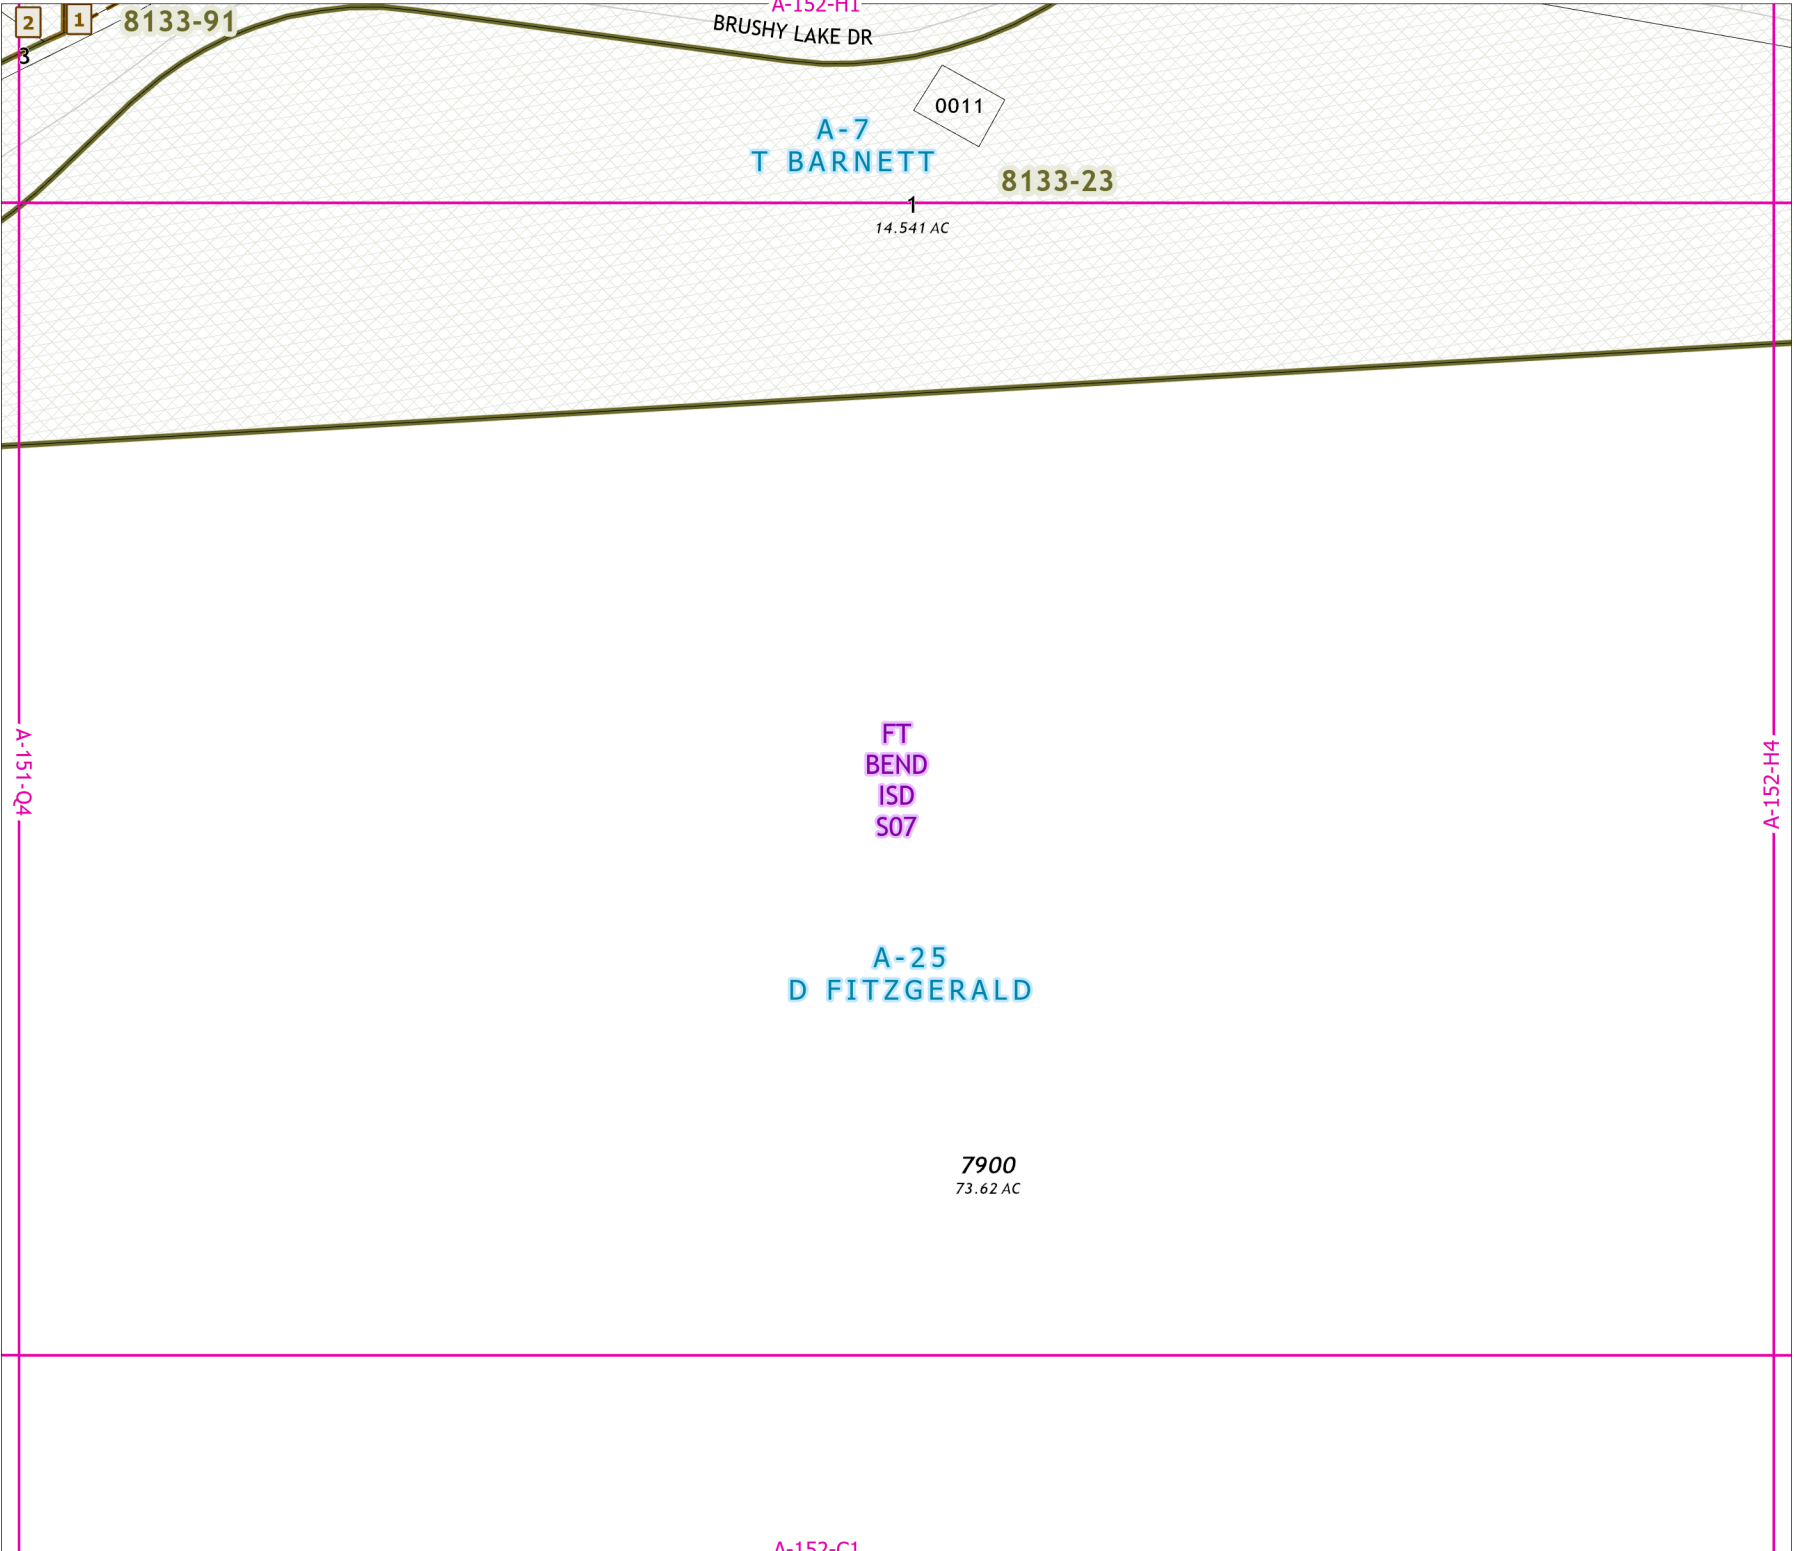 A-152-H1
2
1
8133-91
BRUSHY LAKE DR
3
0011
A-7
T BARNETT
8133-23
1
14.541 AC
A-151-Q4
FT
BEND
ISD
S07
A-152-H4
A-25
D FITZGERALD
7900
73.62 AC
A-152-C1